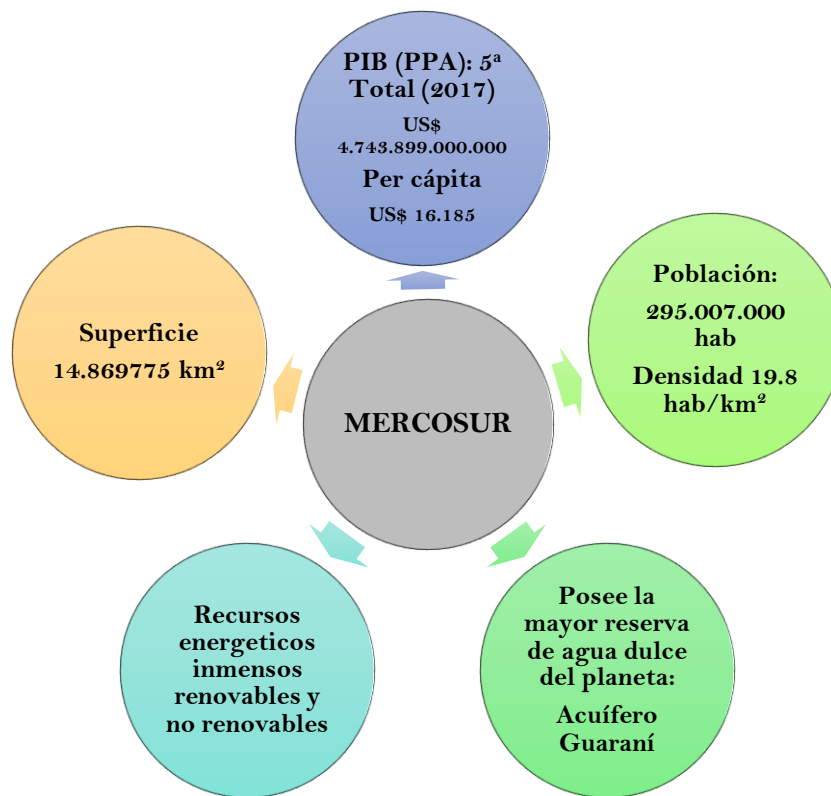 PIB (PPA): 5ª
Total (2017)
US$
4.743.899.000.000
Per cápita
US$ 16.185
Superficie
14.869775 km²
Población:
295.007.000
hab
Densidad 19.8
hab/km²
MERCOSUR
Recursos
energeticos
inmensos
renovables y
no renovables
Posee la
mayor reserva
de agua dulce
del planeta:
Acuífero
Guaraní